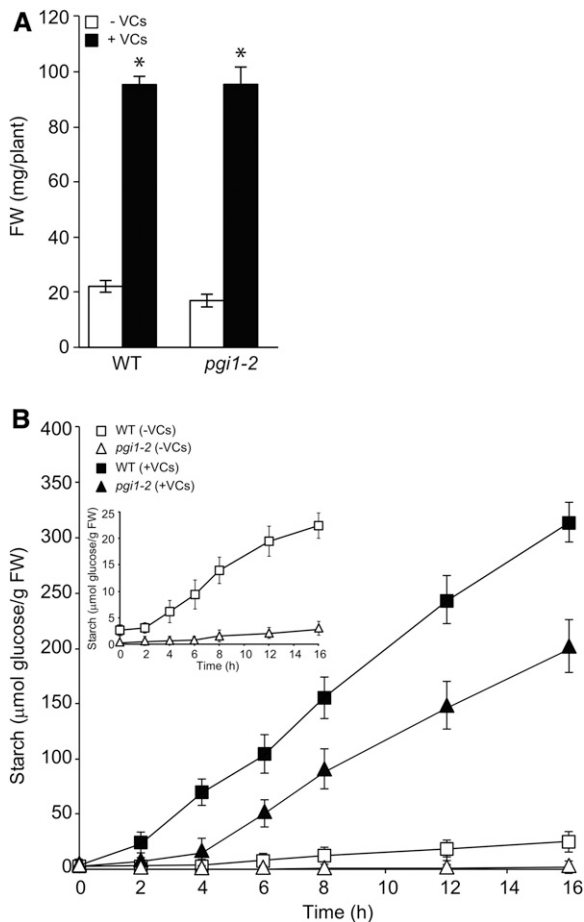 A
120
100
80
60
40
20
0
FW (mg/plant)
- VCs
+ VCs
* *
WT pgi1-2
B
400
350
300
250
200
150
100
50
0
Starch (µmol glucose/g FW)
WT (-VCs)
pgi1-2 (-VCs)
WT (+VCs)
pgi1-2 (+VCs)
25
20
15
10
5
0
Starch (µmol glucose/g FW)
0 2 4 6 8 10 12 14 16
Time (h)
0 2 4 6 8 10 12 14 16
Time (h)